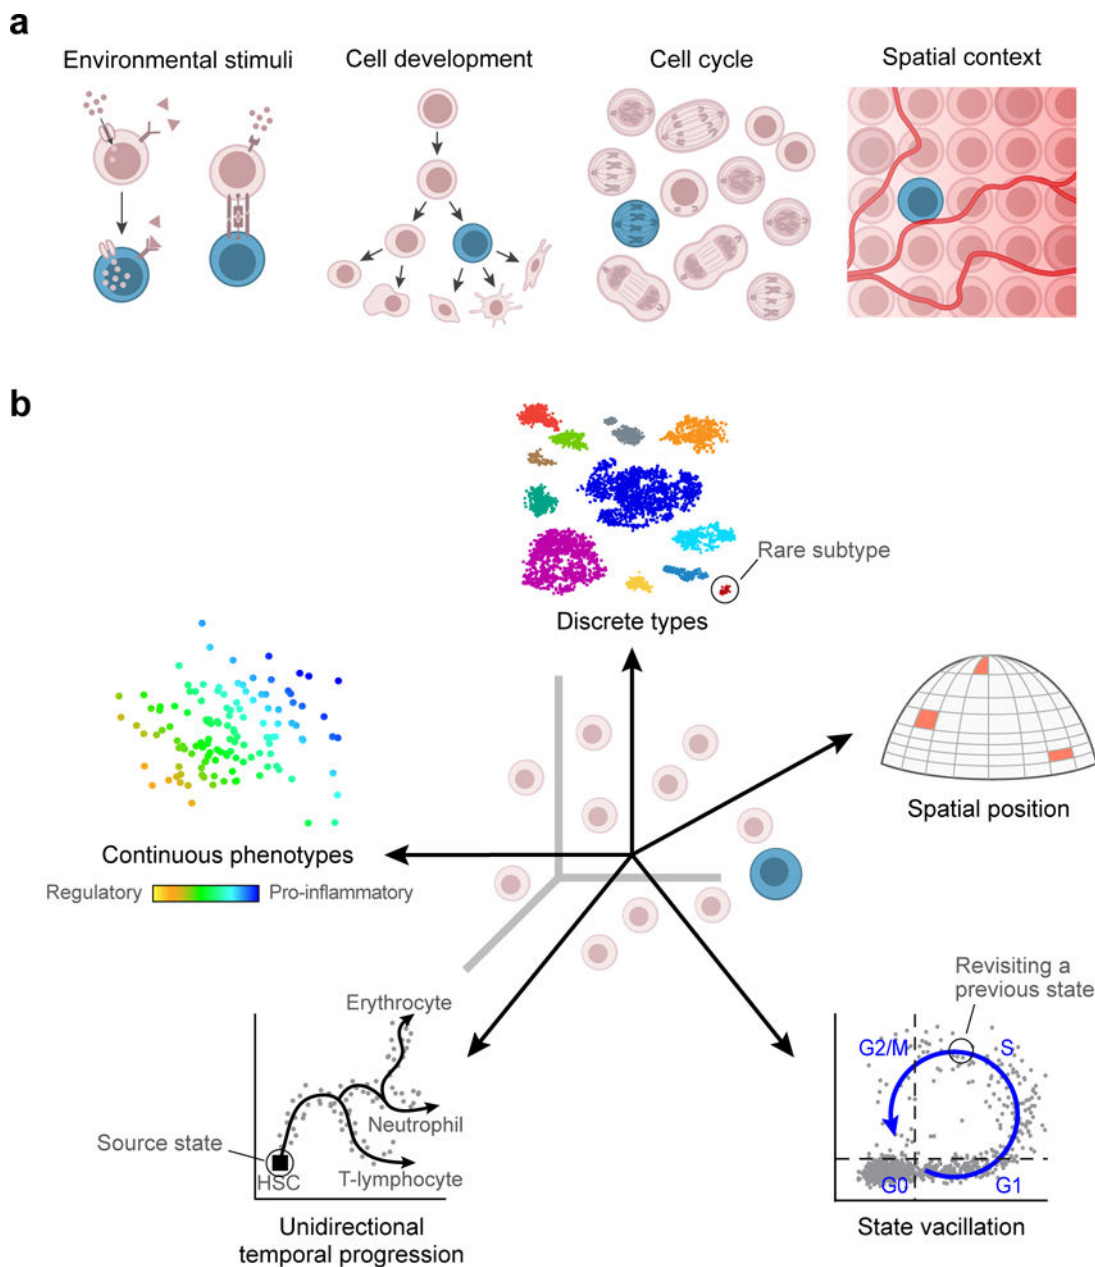 a
Environmental stimuli
Cell development
Cell cycle
Spatial context
b
Rare subtype
Discrete types
Spatial position
Continuous phenotypes
Regulatory
Pro-inflammatory
Revisiting a
previous state
Erythrocyte
G2/M
S
Neutrophil
Source state
HSC
T-lymphocyte
G0
G1
Unidirectional
temporal progression
State vacillation